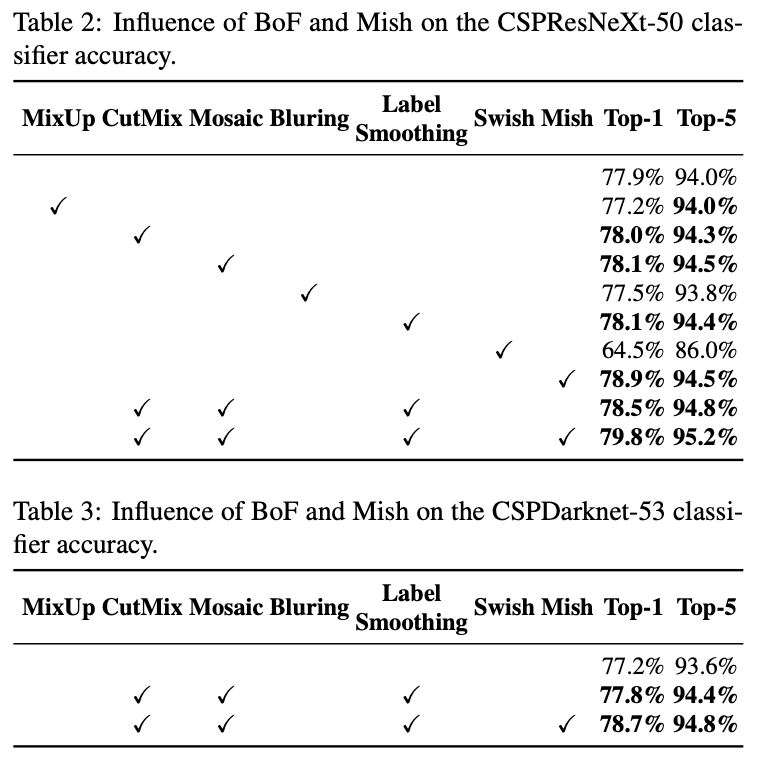 Table 2: Influence of BoF and Mish on the CSPResNeXt-50 clas-
sifier accuracy.
MixUp CutMix Mosaic Bluring Label Smoothing Swish Mish Top-1 Top-5
77.9% 94.0%
✓ 77.2% 94.0%
✓ 78.0% 94.3%
✓ 78.1% 94.5%
✓ 77.5% 93.8%
✓ 78.1% 94.4%
✓ 64.5% 86.0%
✓ 78.9% 94.5%
✓ ✓ ✓ 78.5% 94.8%
✓ ✓ ✓ ✓ 79.8% 95.2%
Table 3: Influence of BoF and Mish on the CSPDarknet-53 classi-
fier accuracy.
MixUp CutMix Mosaic Bluring Label Smoothing Swish Mish Top-1 Top-5
77.2% 93.6%
✓ ✓ ✓ 77.8% 94.4%
✓ ✓ ✓ ✓ 78.7% 94.8%